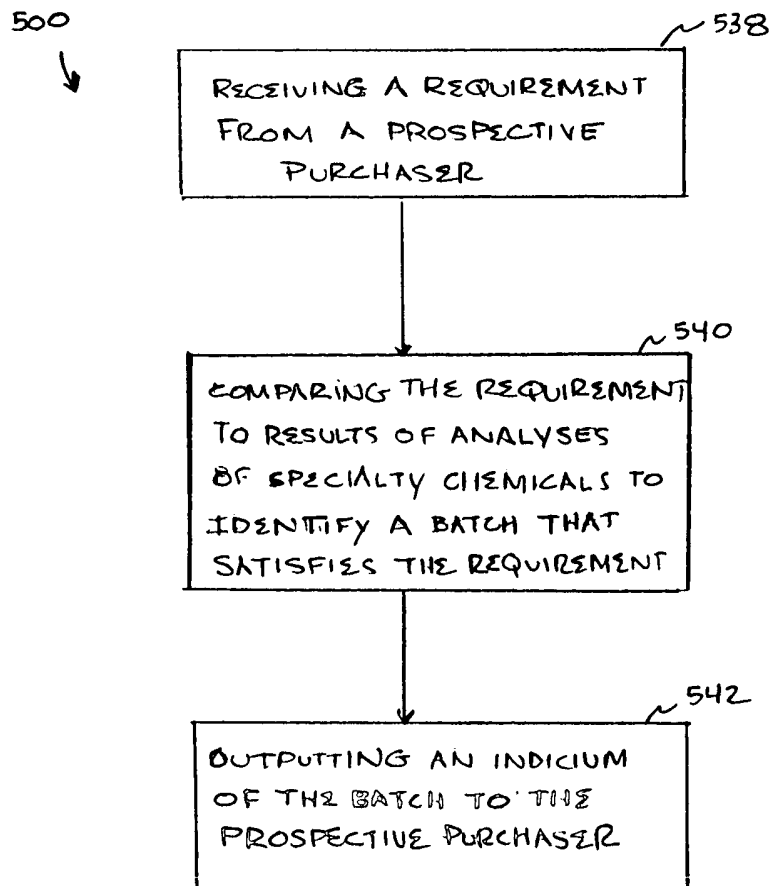 500
538
RECEIVING A REQUIREMENT
FROM A PROSPECTIVE
PURCHASER
540
COMPARING THE REQUIREMENT
TO RESULTS OF ANALYSES
OF SPECIALTY CHEMICALS TO
IDENTIFY A BATCH THAT
SATISFIES THE REQUIREMENT
542
OUTPUTTING AN INDICIUM
OF THE BATCH TO THE
PROSPECTIVE PURCHASER